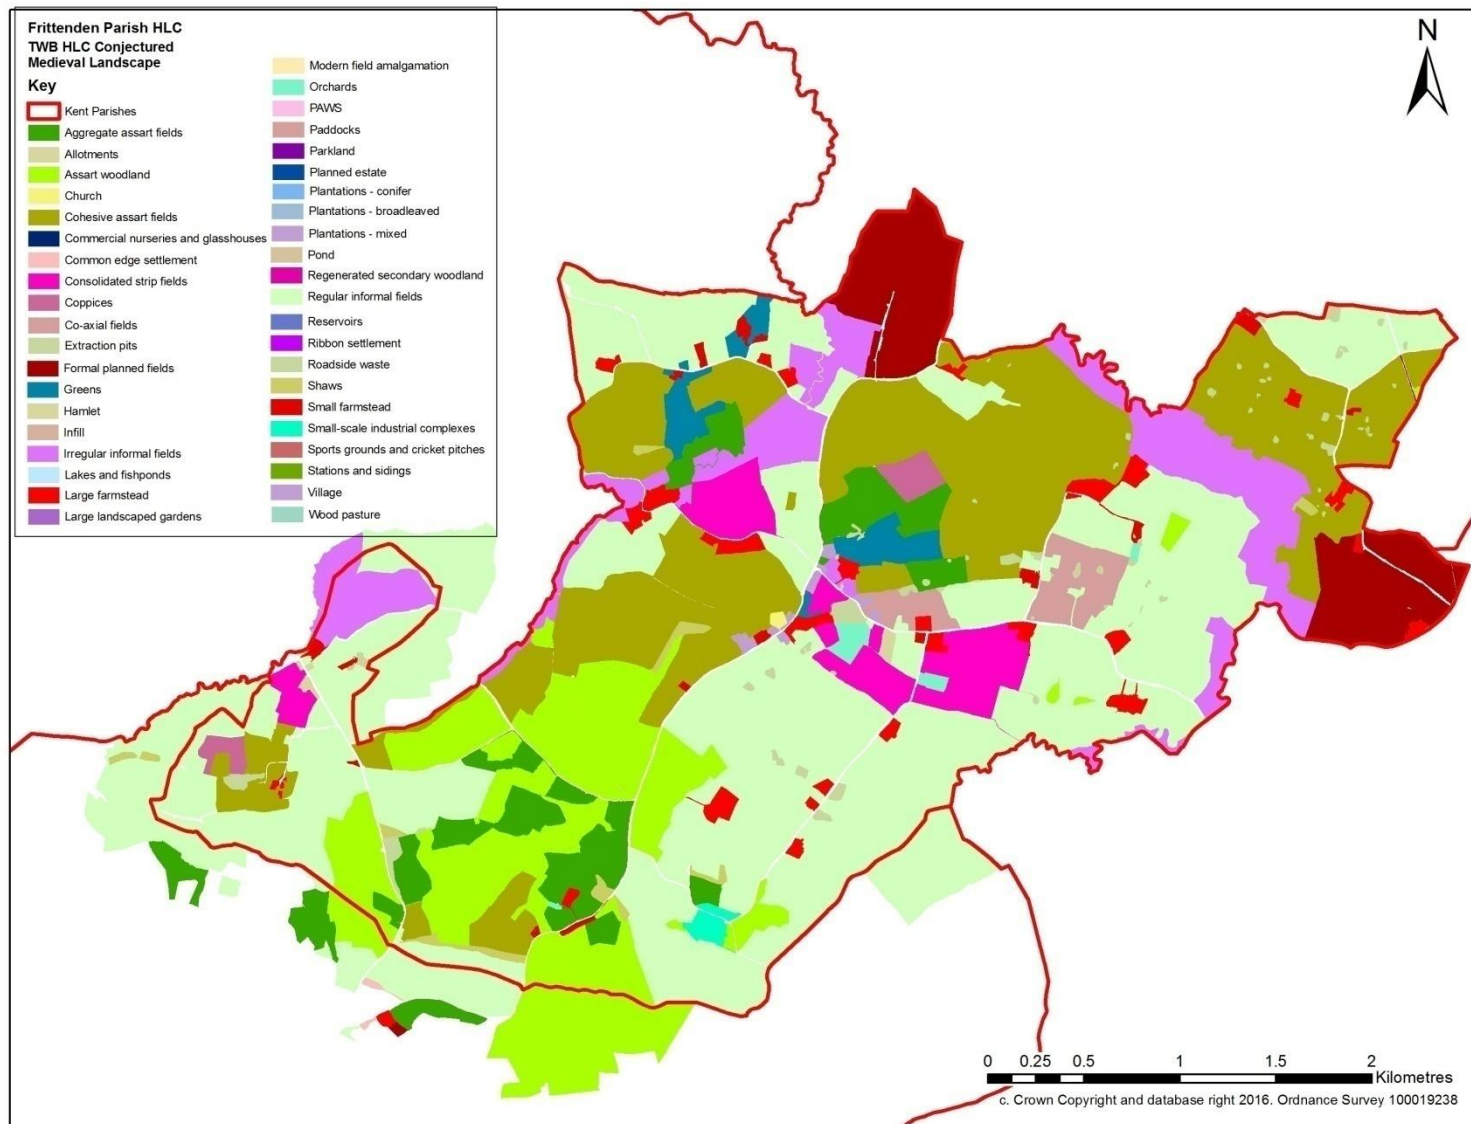 Frittenden Parish HLC
TWB HLC Conjectured
Medieval Landscape
Key
Kent Parishes
Aggregate assart fields
Allotments
Assart woodland
Church
Cohesive assart fields
Commercial nurseries and glasshouses
Common edge settlement
Consolidated strip fields
Coppices
Co-axial fields
Extraction pits
Formal planned fields
Greens
Hamlet
Infill
Irregular informal fields
Lakes and fishponds
Large farmstead
Large landscaped gardens
Modern field amalgamation
Orchards
PAWS
Paddocks
Parkland
Planned estate
Plantations - conifer
Plantations - broadleaved
Plantations - mixed
Pond
Regenerated secondary woodland
Regular informal fields
Reservoirs
Ribbon settlement
Roadside waste
Shaws
Small farmstead
Small-scale industrial complexes
Sports grounds and cricket pitches
Stations and sidings
Village
Wood pasture
N
0 0.25 0.5 1 1.5 2
Kilometres
c. Crown Copyright and database right 2016. Ordnance Survey 100019238